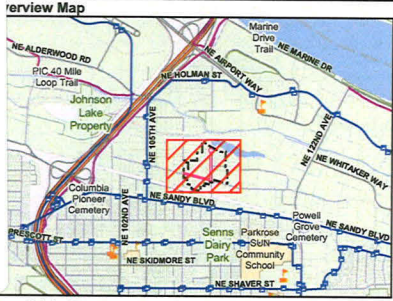 erview Map
Marine
Drive
Trail
NE MARINE DR
NE ALDERWOOD RD
NE AIRPORT WAY
PIC 40 Mile
Loop Trail
NE HOLMAN ST
Johnson
Lake
Property
NE 105TH AVE
NE 122ND AVE
NE WHITAKER WAY
Columbia
Pioneer
Cemetery
NE 102ND AVE
NE SANDY BLVD
Powell
Grove
Cemetery
NE SANDY BLVD
PRESCOTT ST
Senns
Dairy
Park
Parkrose
SUN
Community
School
NE SKIDMORE ST
NE SHAVER ST